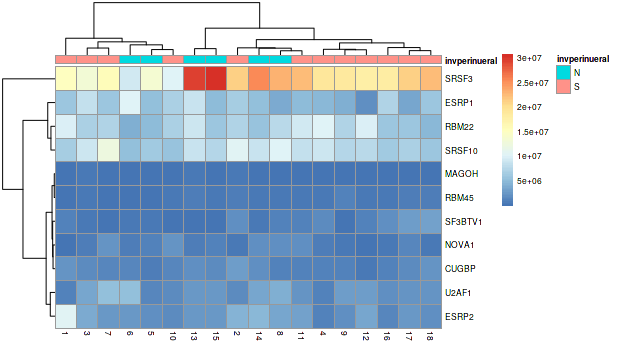 invperinueral
SRSF3
ESRP1
RBM22
SRSF10
MAGOH
RBM45
SF3BTV1
NOVA1
CUGBP
U2AF1
ESRP2
1 3 7 6 5 10 13 15 2 14 8 11 4 9 12 16 17 18
3e+07
2.5e+07
2e+07
1.5e+07
1e+07
5e+06
invperinueral
N
S